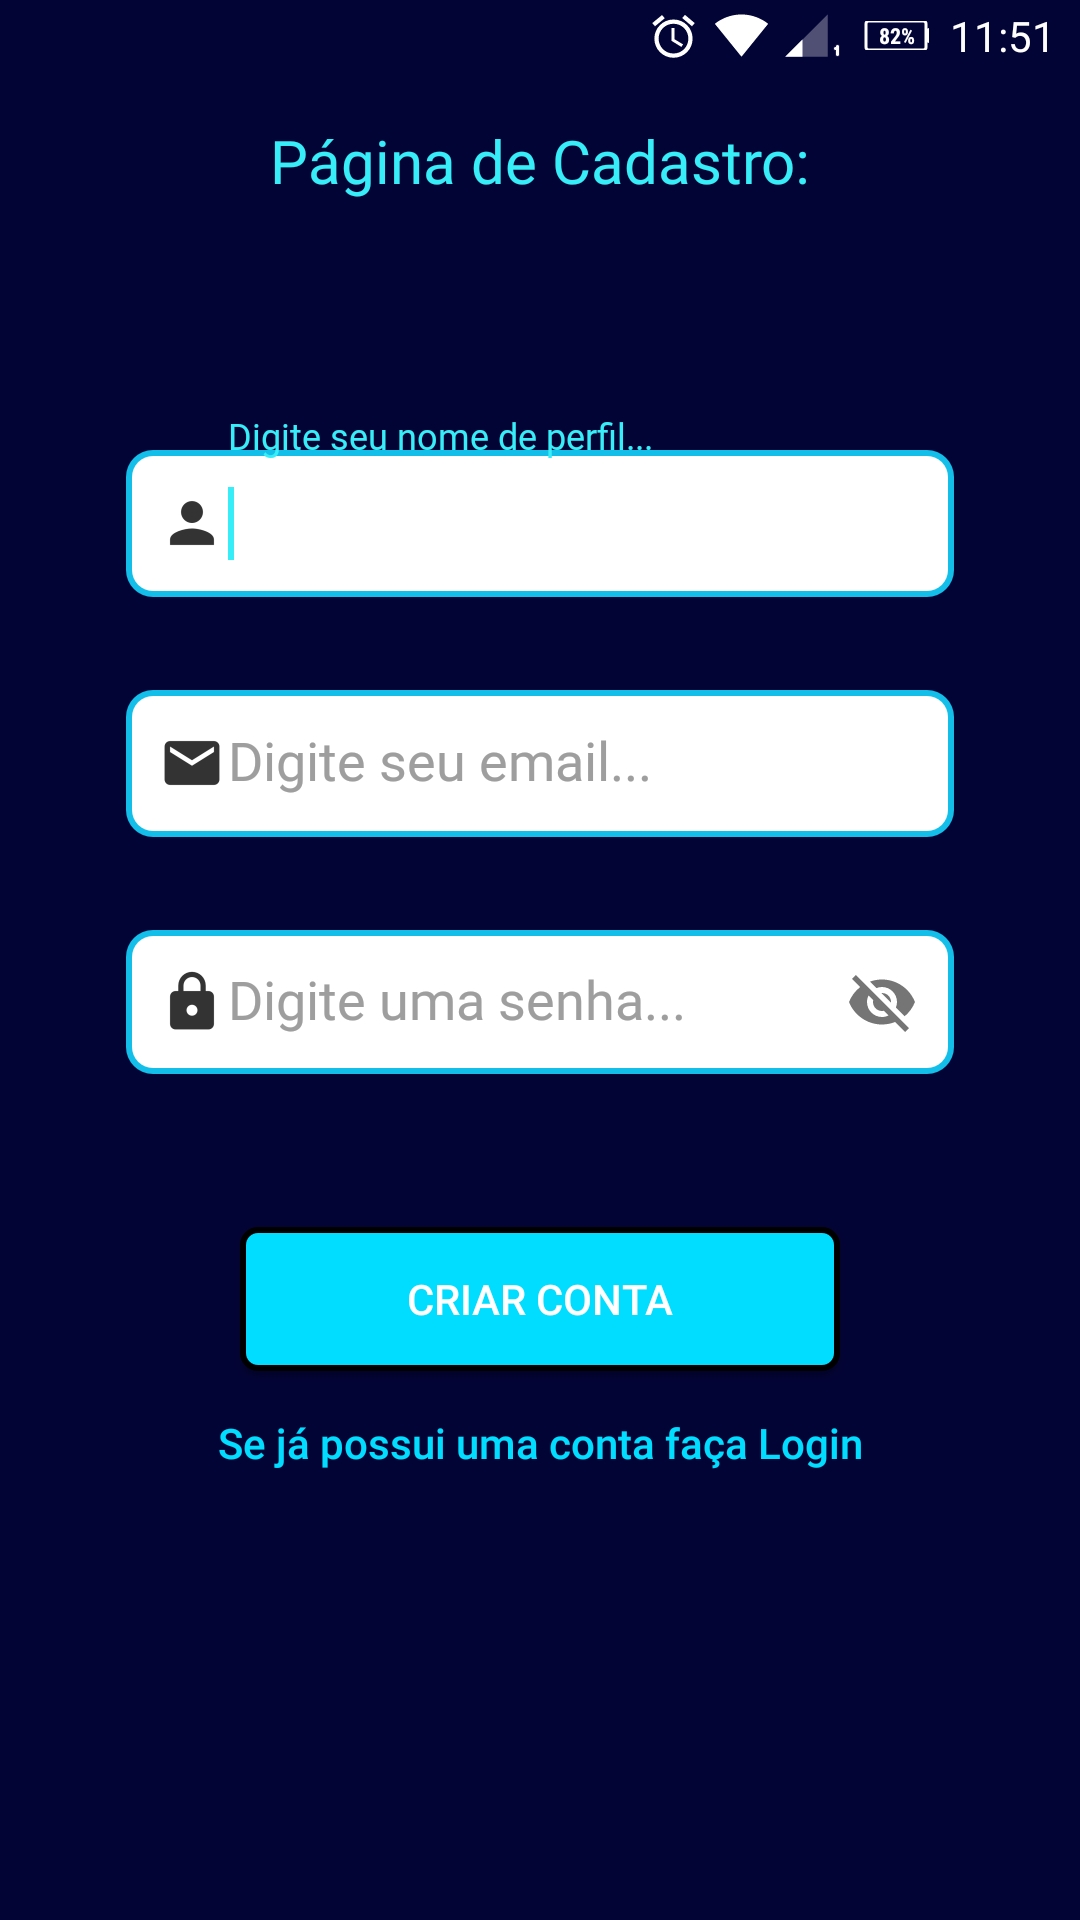 82% 11:51
Página de Cadastro:
Digite seu nome de perfil...
Digite seu email...
Digite uma senha...
CRIAR CONTA
Se já possui uma conta faça Login